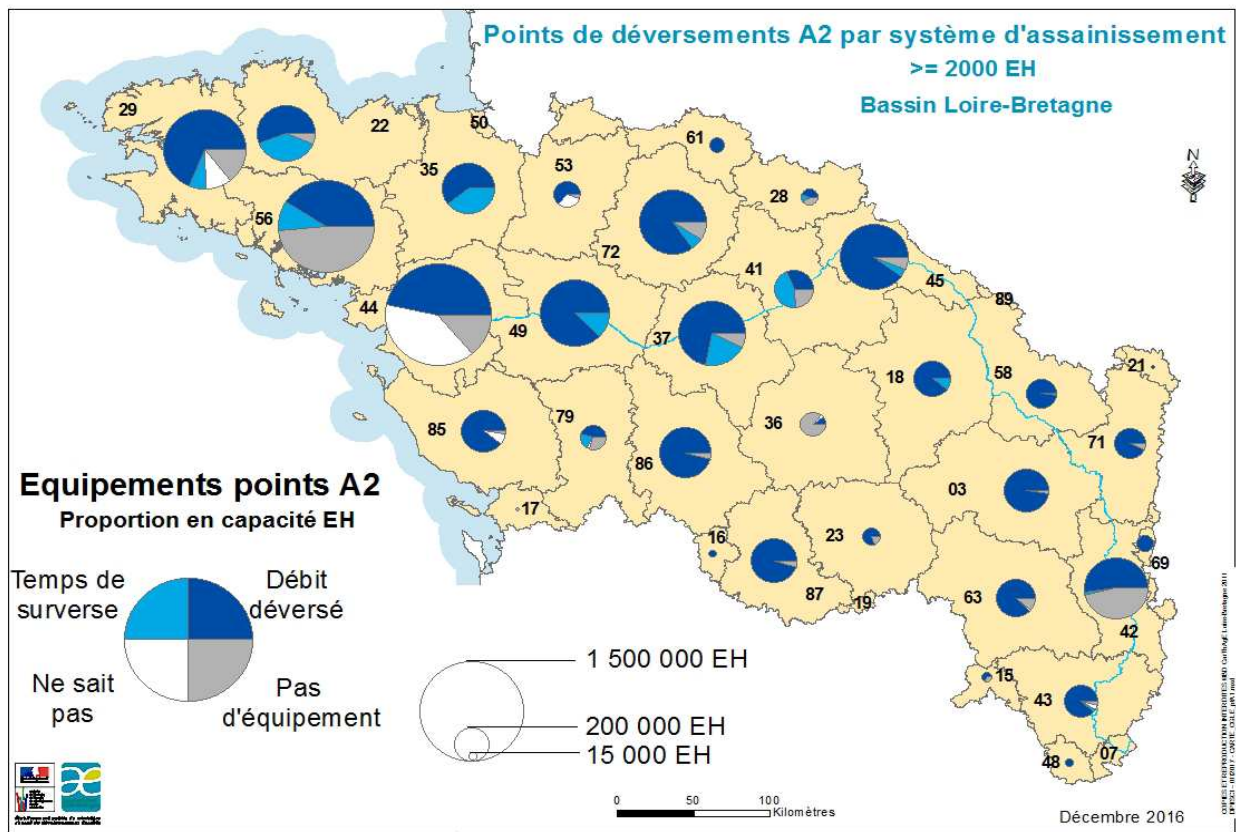 Points de déversements A2 par système d'assainissement
>= 2000 EH
Bassin Loire-Bretagne
29
22
50
61
35
53
28
N
56
72
41
45
44
49
37
89
18
58
21
85
79
36
71
86
03
17
16
23
69
87
19
63
42
15
43
48
07
Equipements points A2
Proportion en capacité EH
Temps de surverse
Débit déversé
Ne sait pas
Pas d'équipement
1 500 000 EH
200 000 EH
15 000 EH
0 50 100
Kilomètres
Décembre 2016